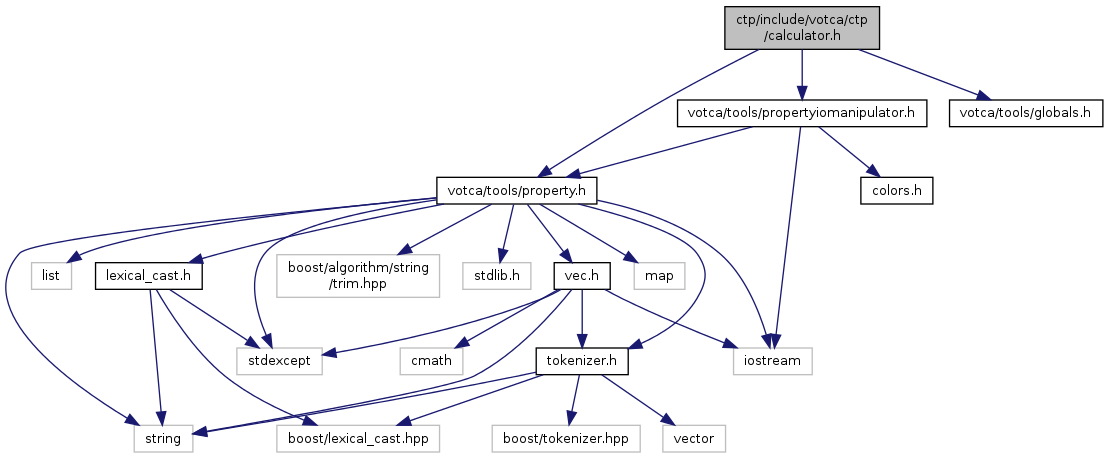 ctp/include/votca/ctp
/calculator.h
votca/tools/propertyiomanipulator.h
votca/tools/globals.h
votca/tools/property.h
colors.h
list
lexical_cast.h
boost/algorithm/string
/trim.hpp
stdlib.h
vec.h
map
stdexcept
cmath
tokenizer.h
iostream
string
boost/lexical_cast.hpp
boost/tokenizer.hpp
vector